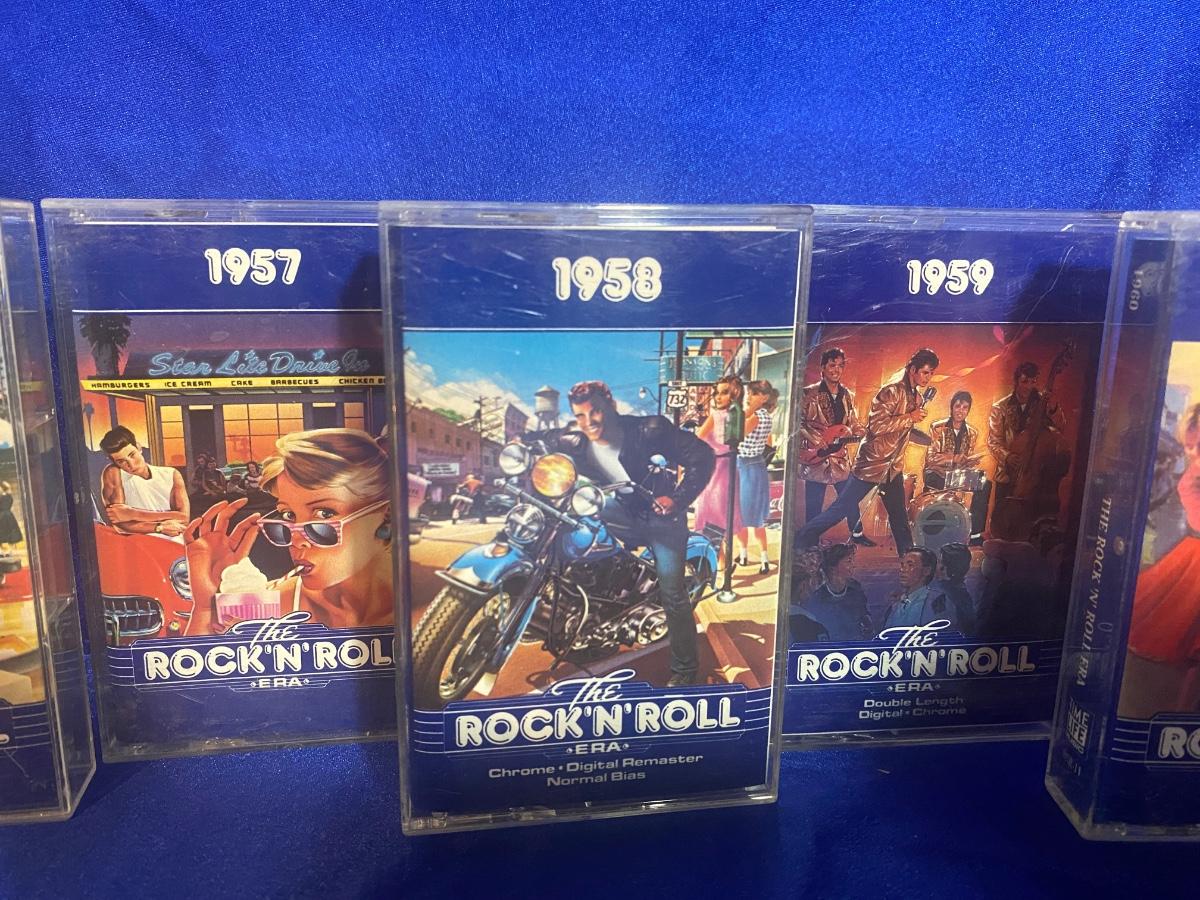 1957
Star Lite Drive In
HAMBURGERS ICE CREAM CAKE BARBECUES CHICKEN
The
ROCK'N'ROL
ERA
1958
732
The
ROCK'N'ROLL
ERA
Chrome • Digital Remaster
Normal Bias
1959
The
ROCK'N'ROLL
ERA
Double Length
Digital • Chrome
1960
THE ROCK 'N' ROLL ERA
TIME
LIFE